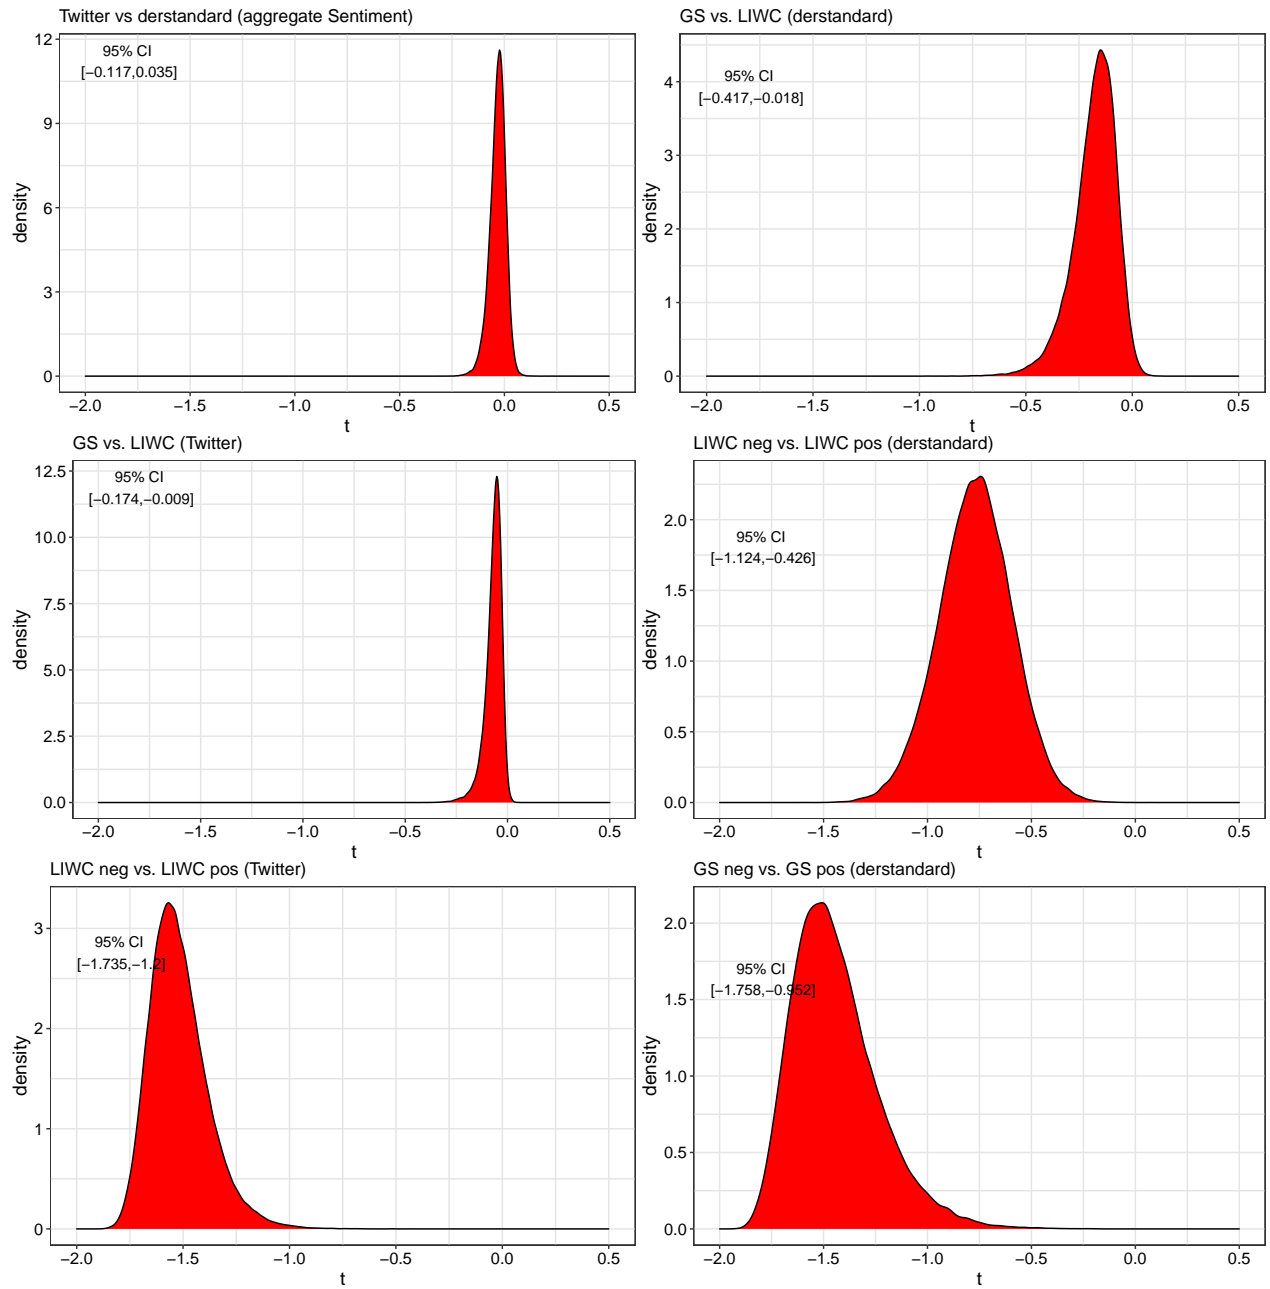 Twitter vs derstandard (aggregate Sentiment)
12
9
6
3
0
density
95% CI
[−0.117,0.035]
−2.0 −1.5 −1.0 −0.5 0.0 0.5
t
GS vs. LIWC (derstandard)
4
3
2
1
0
density
95% CI
[−0.417,−0.018]
−2.0 −1.5 −1.0 −0.5 0.0 0.5
t
GS vs. LIWC (Twitter)
12.5
10.0
7.5
5.0
2.5
0.0
density
95% CI
[−0.174,−0.009]
−2.0 −1.5 −1.0 −0.5 0.0 0.5
t
LIWC neg vs. LIWC pos (derstandard)
2.0
1.5
1.0
0.5
0.0
density
95% CI
[−1.124,−0.426]
−2.0 −1.5 −1.0 −0.5 0.0 0.5
t
LIWC neg vs. LIWC pos (Twitter)
3
2
1
0
density
95% CI
[−1.735,−1.2]
−2.0 −1.5 −1.0 −0.5 0.0 0.5
t
GS neg vs. GS pos (derstandard)
2.0
1.5
1.0
0.5
0.0
density
95% CI
[−1.758,−0.952]
−2.0 −1.5 −1.0 −0.5 0.0 0.5
t